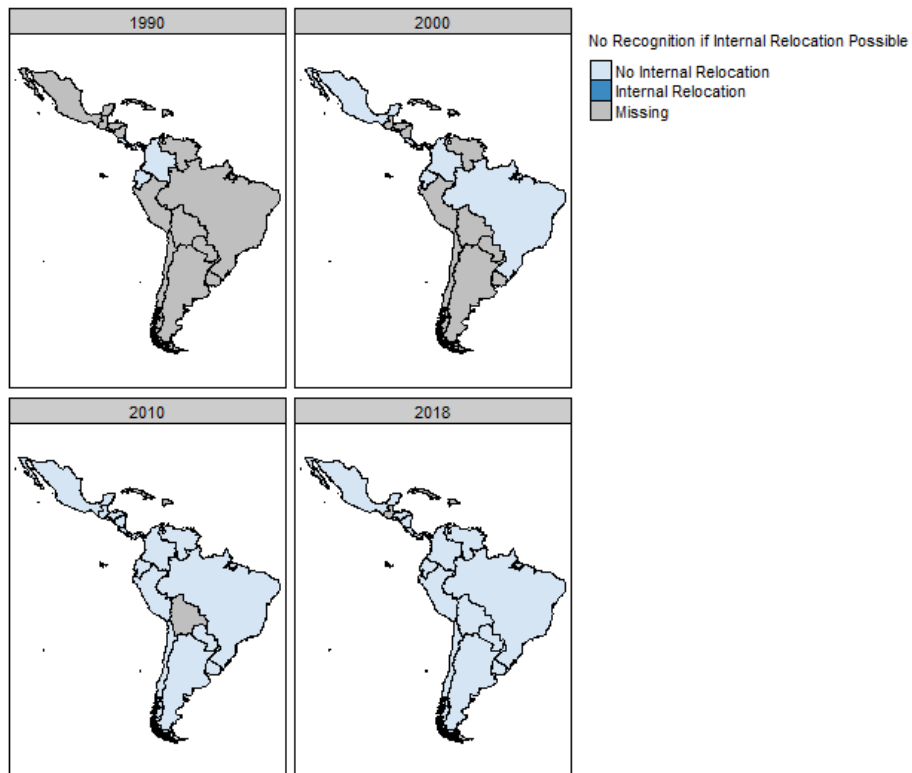 1990
2000
No Recognition if Internal Relocation Possible
No Internal Relocation
Internal Relocation
Missing
2010
2018